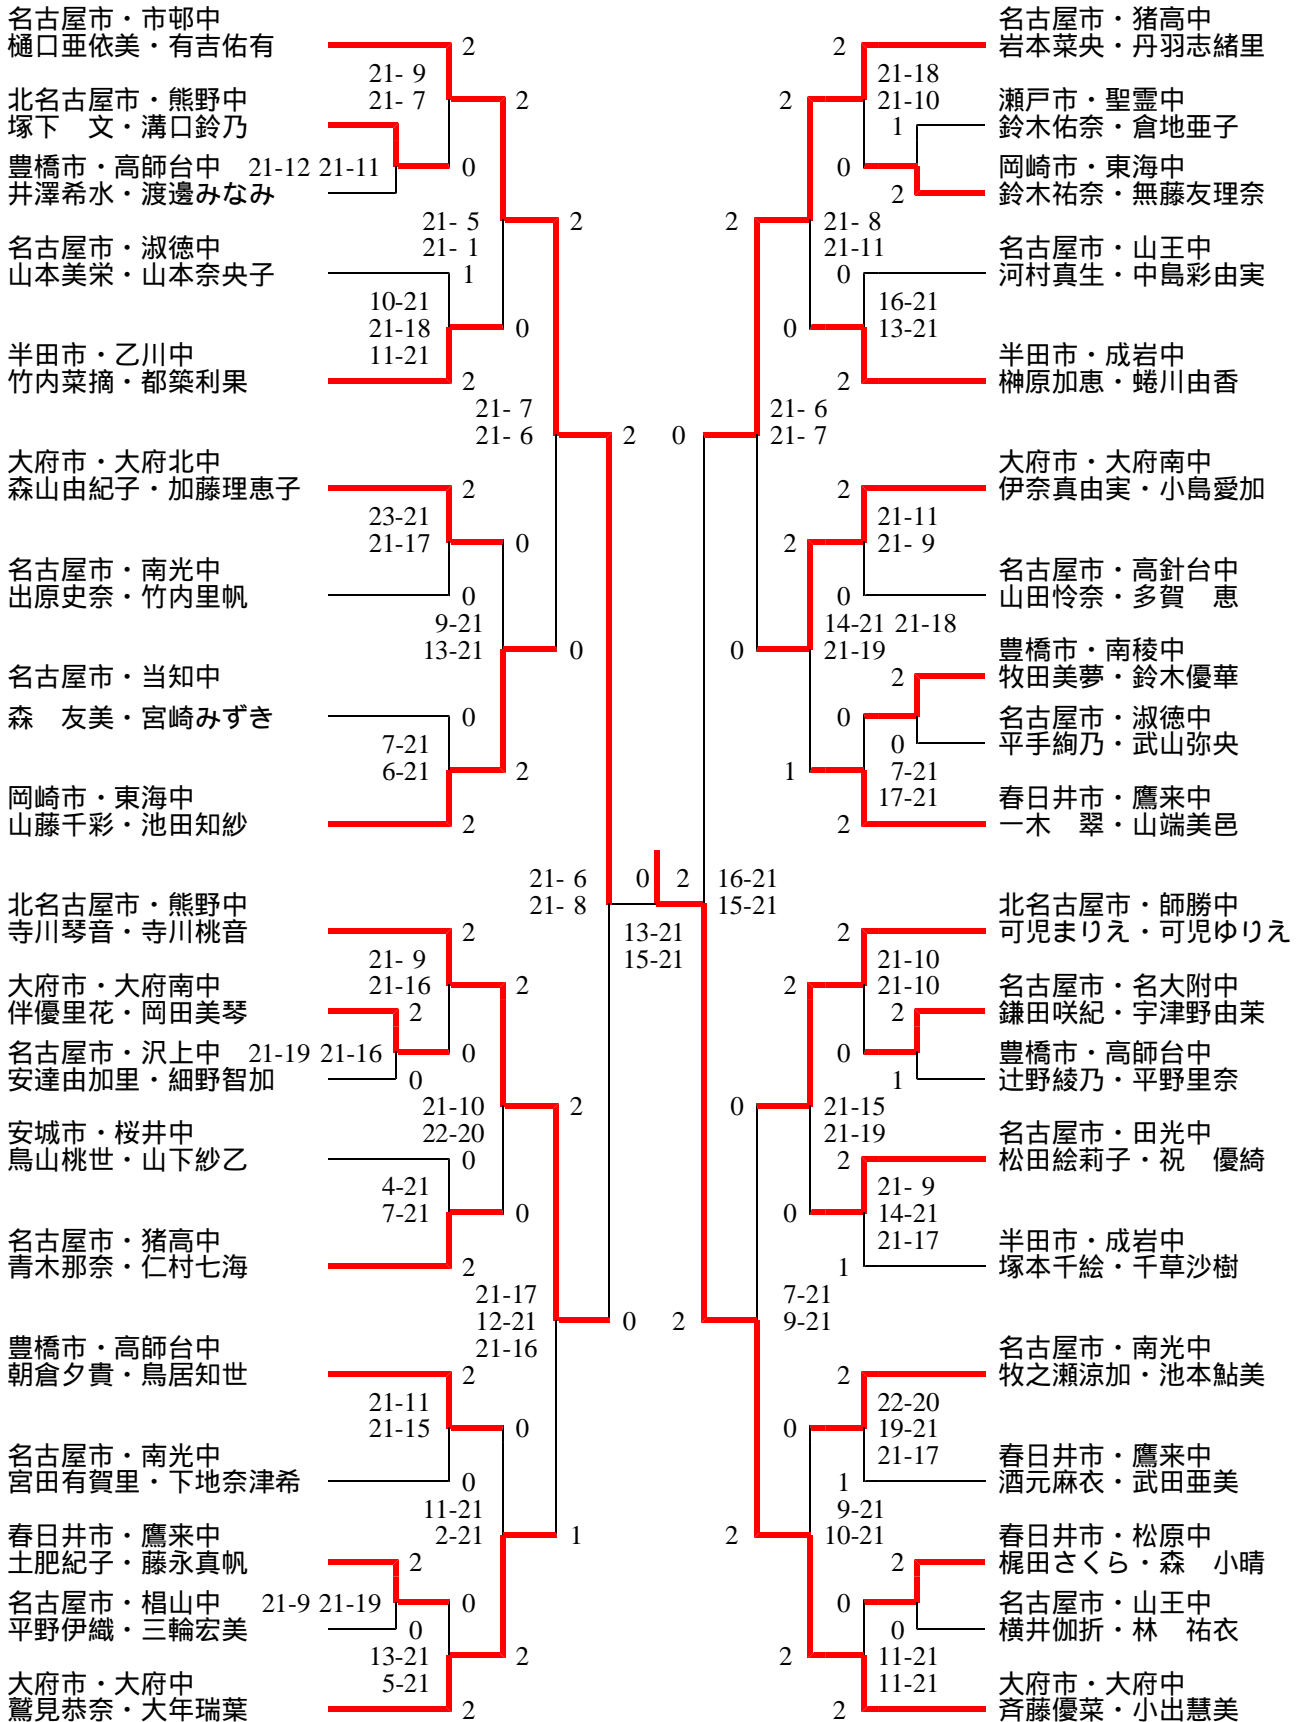 名古屋市・市邨中
樋口亜依美・有吉佑有
2
21- 9
21- 7
2
北名古屋市・熊野中
塚下　文・溝口鈴乃
豊橋市・高師台中 21-12 21-11
0
井澤希水・渡邊みなみ
21- 5
21- 1
2
名古屋市・淑徳中
山本美栄・山本奈央子
1
10-21
21-18
11-21
0
半田市・乙川中
竹内菜摘・都築利果
2
21- 7
21- 6
2
大府市・大府北中
森山由紀子・加藤理恵子
2
23-21
21-17
0
名古屋市・南光中
出原史奈・竹内里帆
0
9-21
13-21
0
名古屋市・当知中
森　友美・宮崎みずき
0
7-21
6-21
2
岡崎市・東海中
山藤千彩・池田知紗
2
21- 6
21- 8
北名古屋市・熊野中
寺川琴音・寺川桃音
2
21- 9
21-16
2
大府市・大府南中
伴優里花・岡田美琴
2
名古屋市・沢上中 21-19 21-16
0
安達由加里・細野智加
0
21-10
22-20
2
安城市・桜井中
鳥山桃世・山下紗乙
0
4-21
7-21
0
名古屋市・猪高中
青木那奈・仁村七海
2
21-17
12-21
21-16
0
豊橋市・高師台中
朝倉夕貴・鳥居知世
2
21-11
21-15
0
名古屋市・南光中
宮田有賀里・下地奈津希
0
11-21
2-21
1
春日井市・鷹来中
土肥紀子・藤永真帆
2
名古屋市・椙山中 21-9 21-19
0
平野伊織・三輪宏美
0
13-21
5-21
2
大府市・大府中
鷲見恭奈・大年瑞葉
2
0 2
13-21
15-21
名古屋市・猪高中
2
岩本菜央・丹羽志緒里
21-18
21-10
2
瀬戸市・聖霊中
1
鈴木佑奈・倉地亜子
0
岡崎市・東海中
2
鈴木祐奈・無藤友理奈
2
21- 8
21-11
名古屋市・山王中
0
河村真生・中島彩由実
16-21
13-21
0
半田市・成岩中
2
榊原加恵・蜷川由香
21- 6
21- 7
0
大府市・大府南中
2
伊奈真由実・小島愛加
21-11
21- 9
2
名古屋市・高針台中
0
山田怜奈・多賀　恵
14-21 21-18
21-19
0
豊橋市・南稜中
2
牧田美夢・鈴木優華
0
名古屋市・淑徳中
0
平手絢乃・武山弥央
7-21
17-21
1
春日井市・鷹来中
2
一木　翠・山端美邑
16-21
15-21
北名古屋市・師勝中
2
可児まりえ・可児ゆりえ
21-10
21-10
2
名古屋市・名大附中
2
鎌田咲紀・宇津野由茉
0
豊橋市・高師台中
1
辻野綾乃・平野里奈
0
21-15
21-19
名古屋市・田光中
2
松田絵莉子・祝　優綺
21- 9
14-21
21-17
0
半田市・成岩中
1
塚本千絵・千草沙樹
7-21
9-21
2
名古屋市・南光中
2
牧之瀬涼加・池本鮎美
22-20
19-21
21-17
0
春日井市・鷹来中
1
酒元麻衣・武田亜美
9-21
10-21
2
春日井市・松原中
2
梶田さくら・森　小晴
0
名古屋市・山王中
0
横井伽折・林　祐衣
11-21
11-21
2
大府市・大府中
2
斉藤優菜・小出慧美